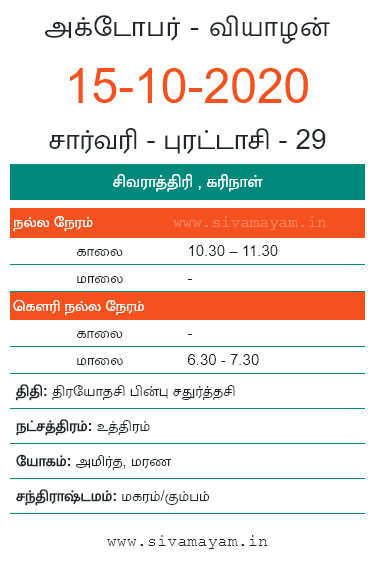 அக்டோபர் - வியாழன்
15-10-2020
சார்வரி - புரட்டாசி - 29
சிவராத்திரி , கரிநாள்
நல்ல நேரம் www.sivamayam.in
காலை 10.30 – 11.30
மாலை -
கௌரி நல்ல நேரம்
காலை -
மாலை 6.30 - 7.30
திதி: திரயோதசி பின்பு சதுர்த்தசி
நட்சத்திரம்: உத்திரம்
யோகம்: அமிர்த, மரண
சந்திராஷ்டமம்: மகரம்/கும்பம்
www.sivamayam.in